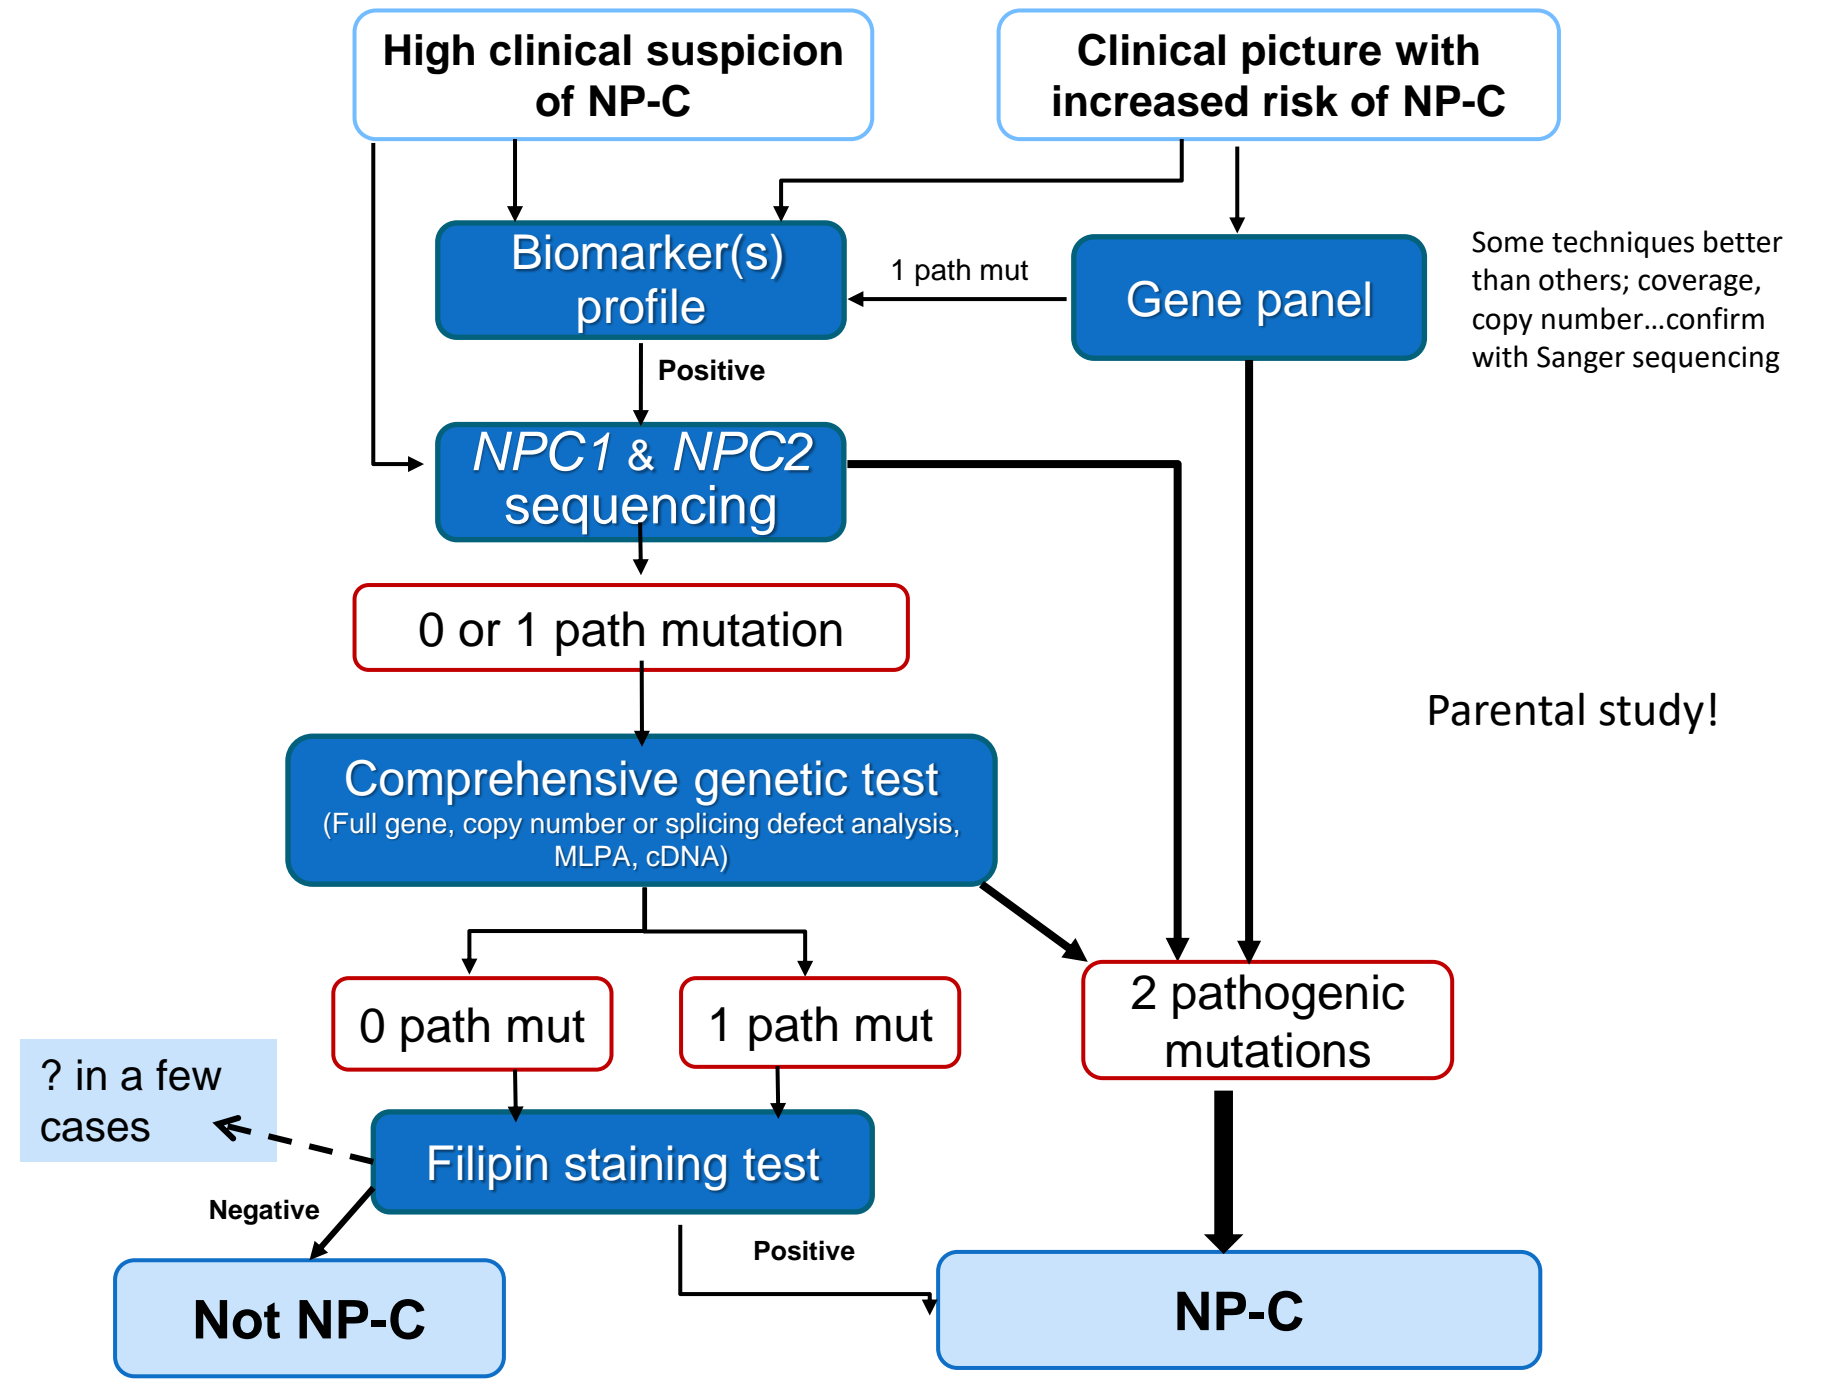 High clinical suspicion
of NP-C
Clinical picture with
increased risk of NP-C
Biomarker(s)
profile
1 path mut
Gene panel
Some techniques better
than others; coverage,
copy number...confirm
with Sanger sequencing
Positive
NPC1 & NPC2
sequencing
0 or 1 path mutation
Parental study!
Comprehensive genetic test
(Full gene, copy number or splicing defect analysis,
MLPA, cDNA)
0 path mut
1 path mut
2 pathogenic
mutations
? in a few
cases
Filipin staining test
Negative
Positive
Not NP-C
NP-C